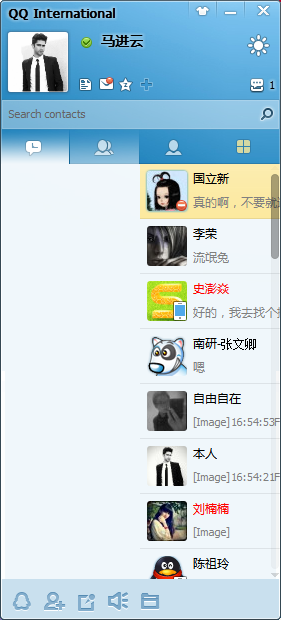 QQ International
马进云
1
Search contacts
国立新
真的啊，不要就
李荣
流氓兔
史澎焱
好的，我去找个
南研-张文卿
嗯
自由自在
[Image] 16:54:53F
本人
[Image] 16:54:21F
刘楠楠
[Image]
陈祖玲